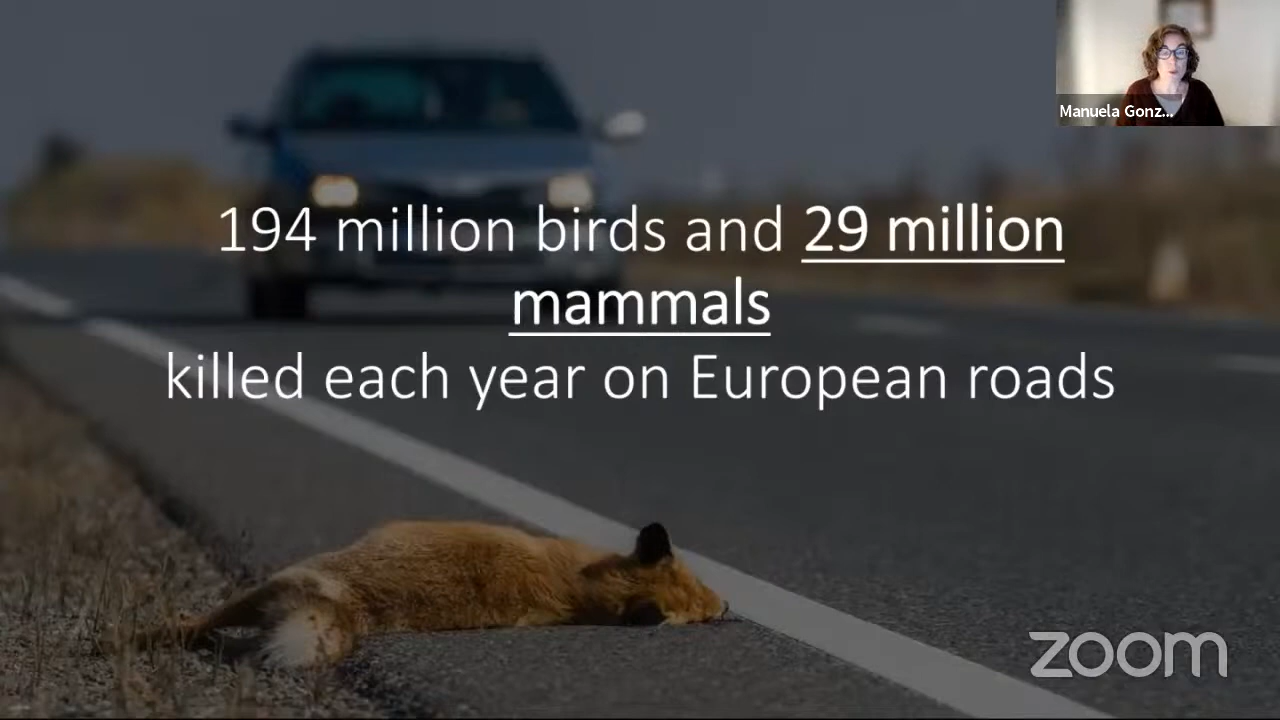 Manuela Gonz...
194 million birds and 29 million
mammals
killed each year on European roads
zoom